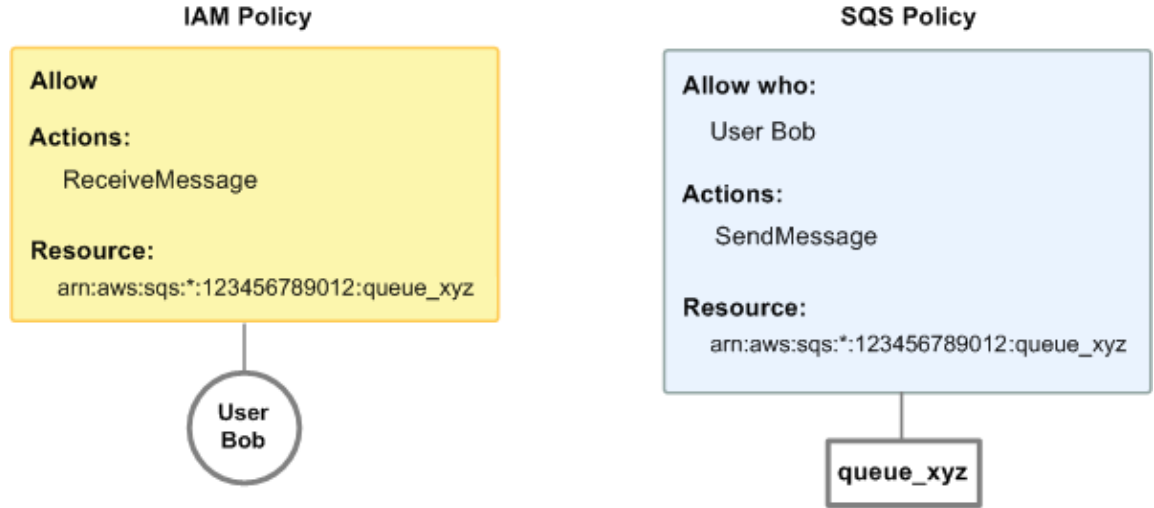 IAM Policy
Allow
Actions:
ReceiveMessage
Resource:
arn:aws:sqs:*:123456789012:queue_xyz
User
Bob
SQS Policy
Allow who:
User Bob
Actions:
SendMessage
Resource:
arn:aws:sqs:*:123456789012:queue_xyz
queue_xyz